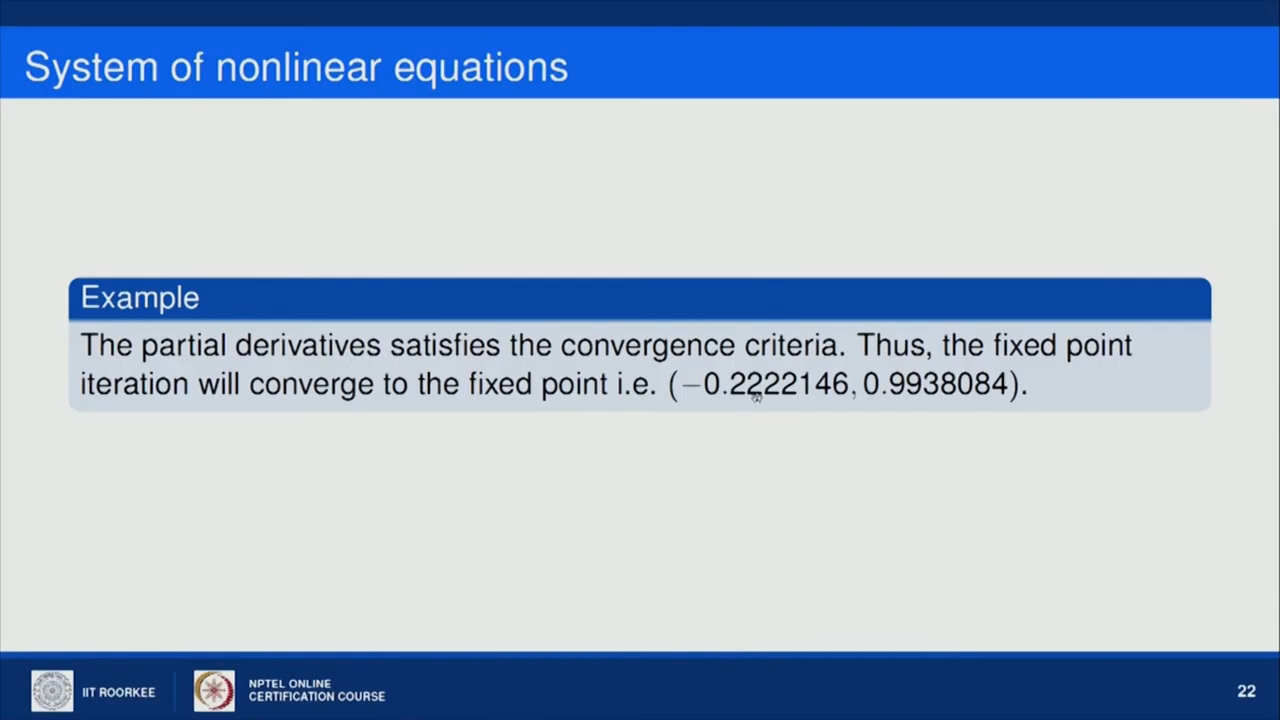 System of nonlinear equations
Example
The partial derivatives satisfies the convergence criteria. Thus, the fixed point
iteration will converge to the fixed point i.e. (−0.2222146, 0.9938084).
IIT ROORKEE
NPTEL ONLINE
CERTIFICATION COURSE
22